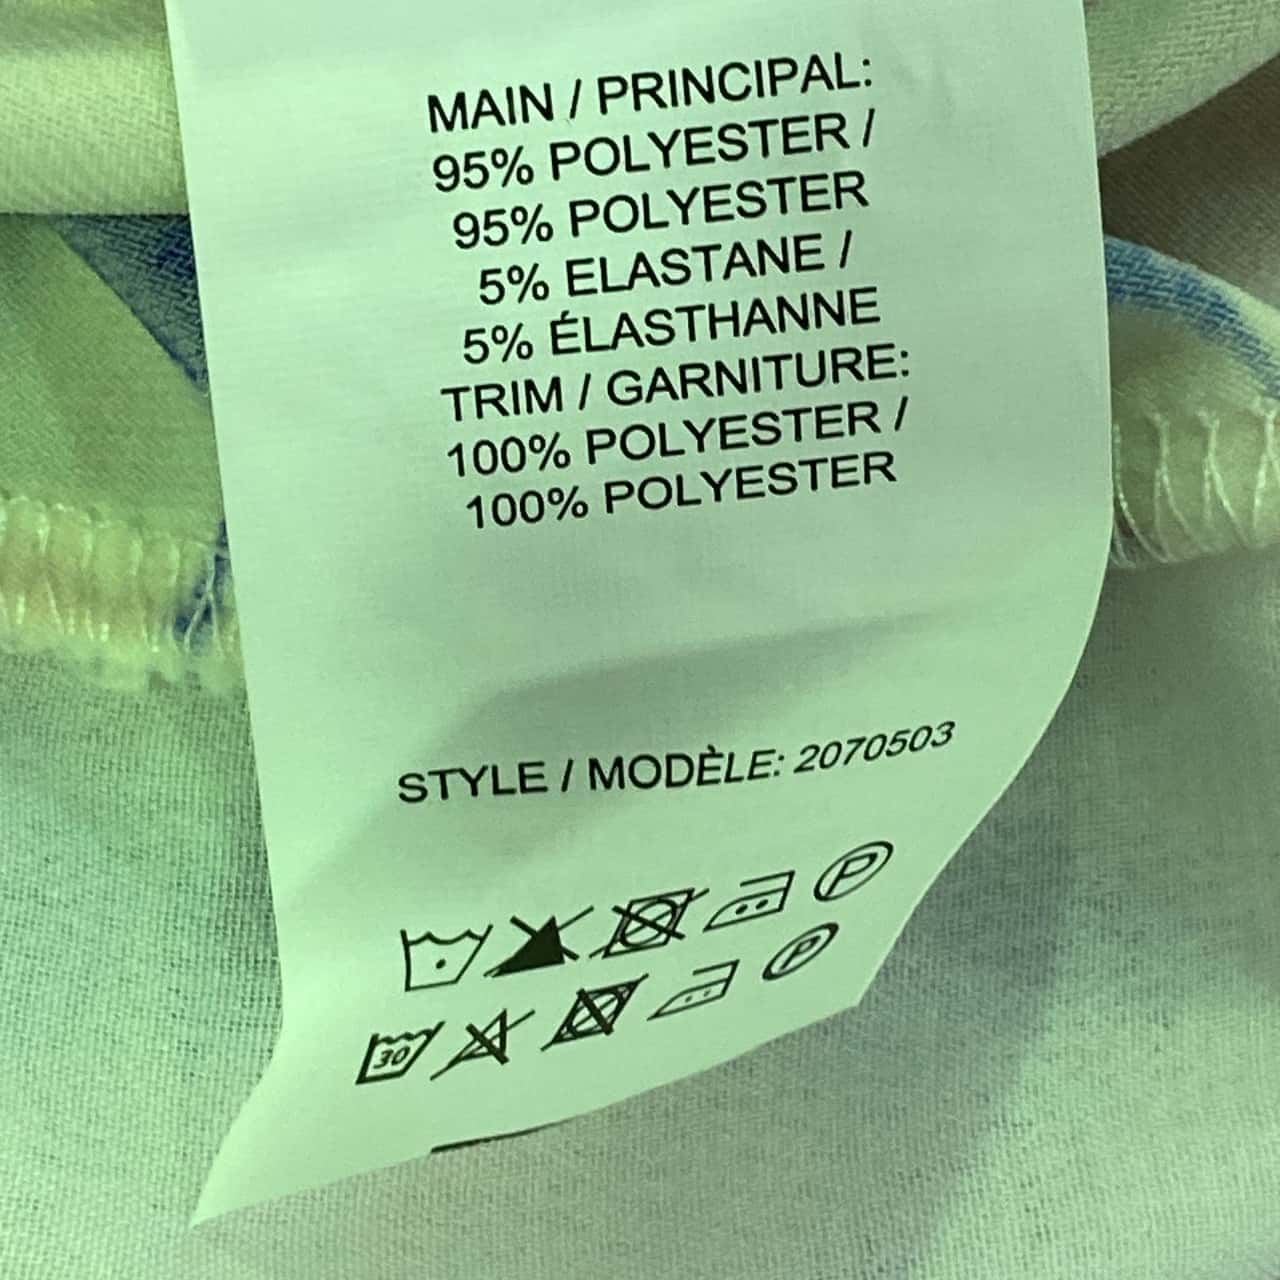 MAIN / PRINCIPAL:
95% POLYESTER /
95% POLYESTER
5% ELASTANE /
5% ÉLASTHANNE
TRIM / GARNITURE:
100% POLYESTER /
100% POLYESTER
STYLE / MODÈLE: 2070503
P
30 P